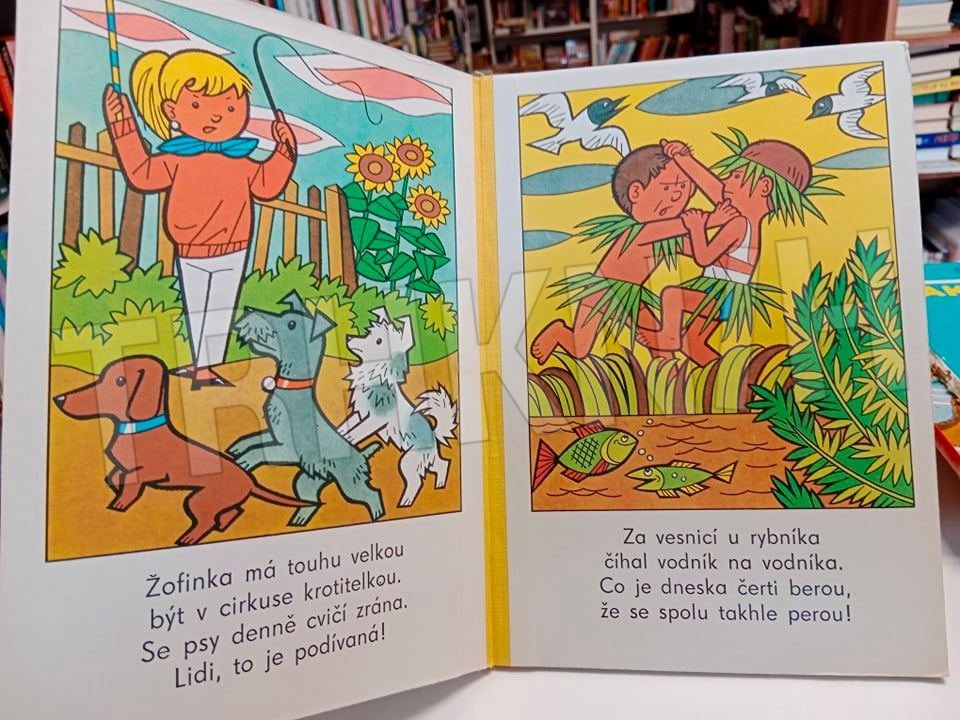 Žofinka má touhu velkou
být v cirkuse krotitelkou.
Se psy denně cvičí zrána.
Lidi, to je podívaná!
Za vesnicí u rybníka
číhal vodník na vodníka.
Co je dneska čerti berou,
že se spolu takhle perou!